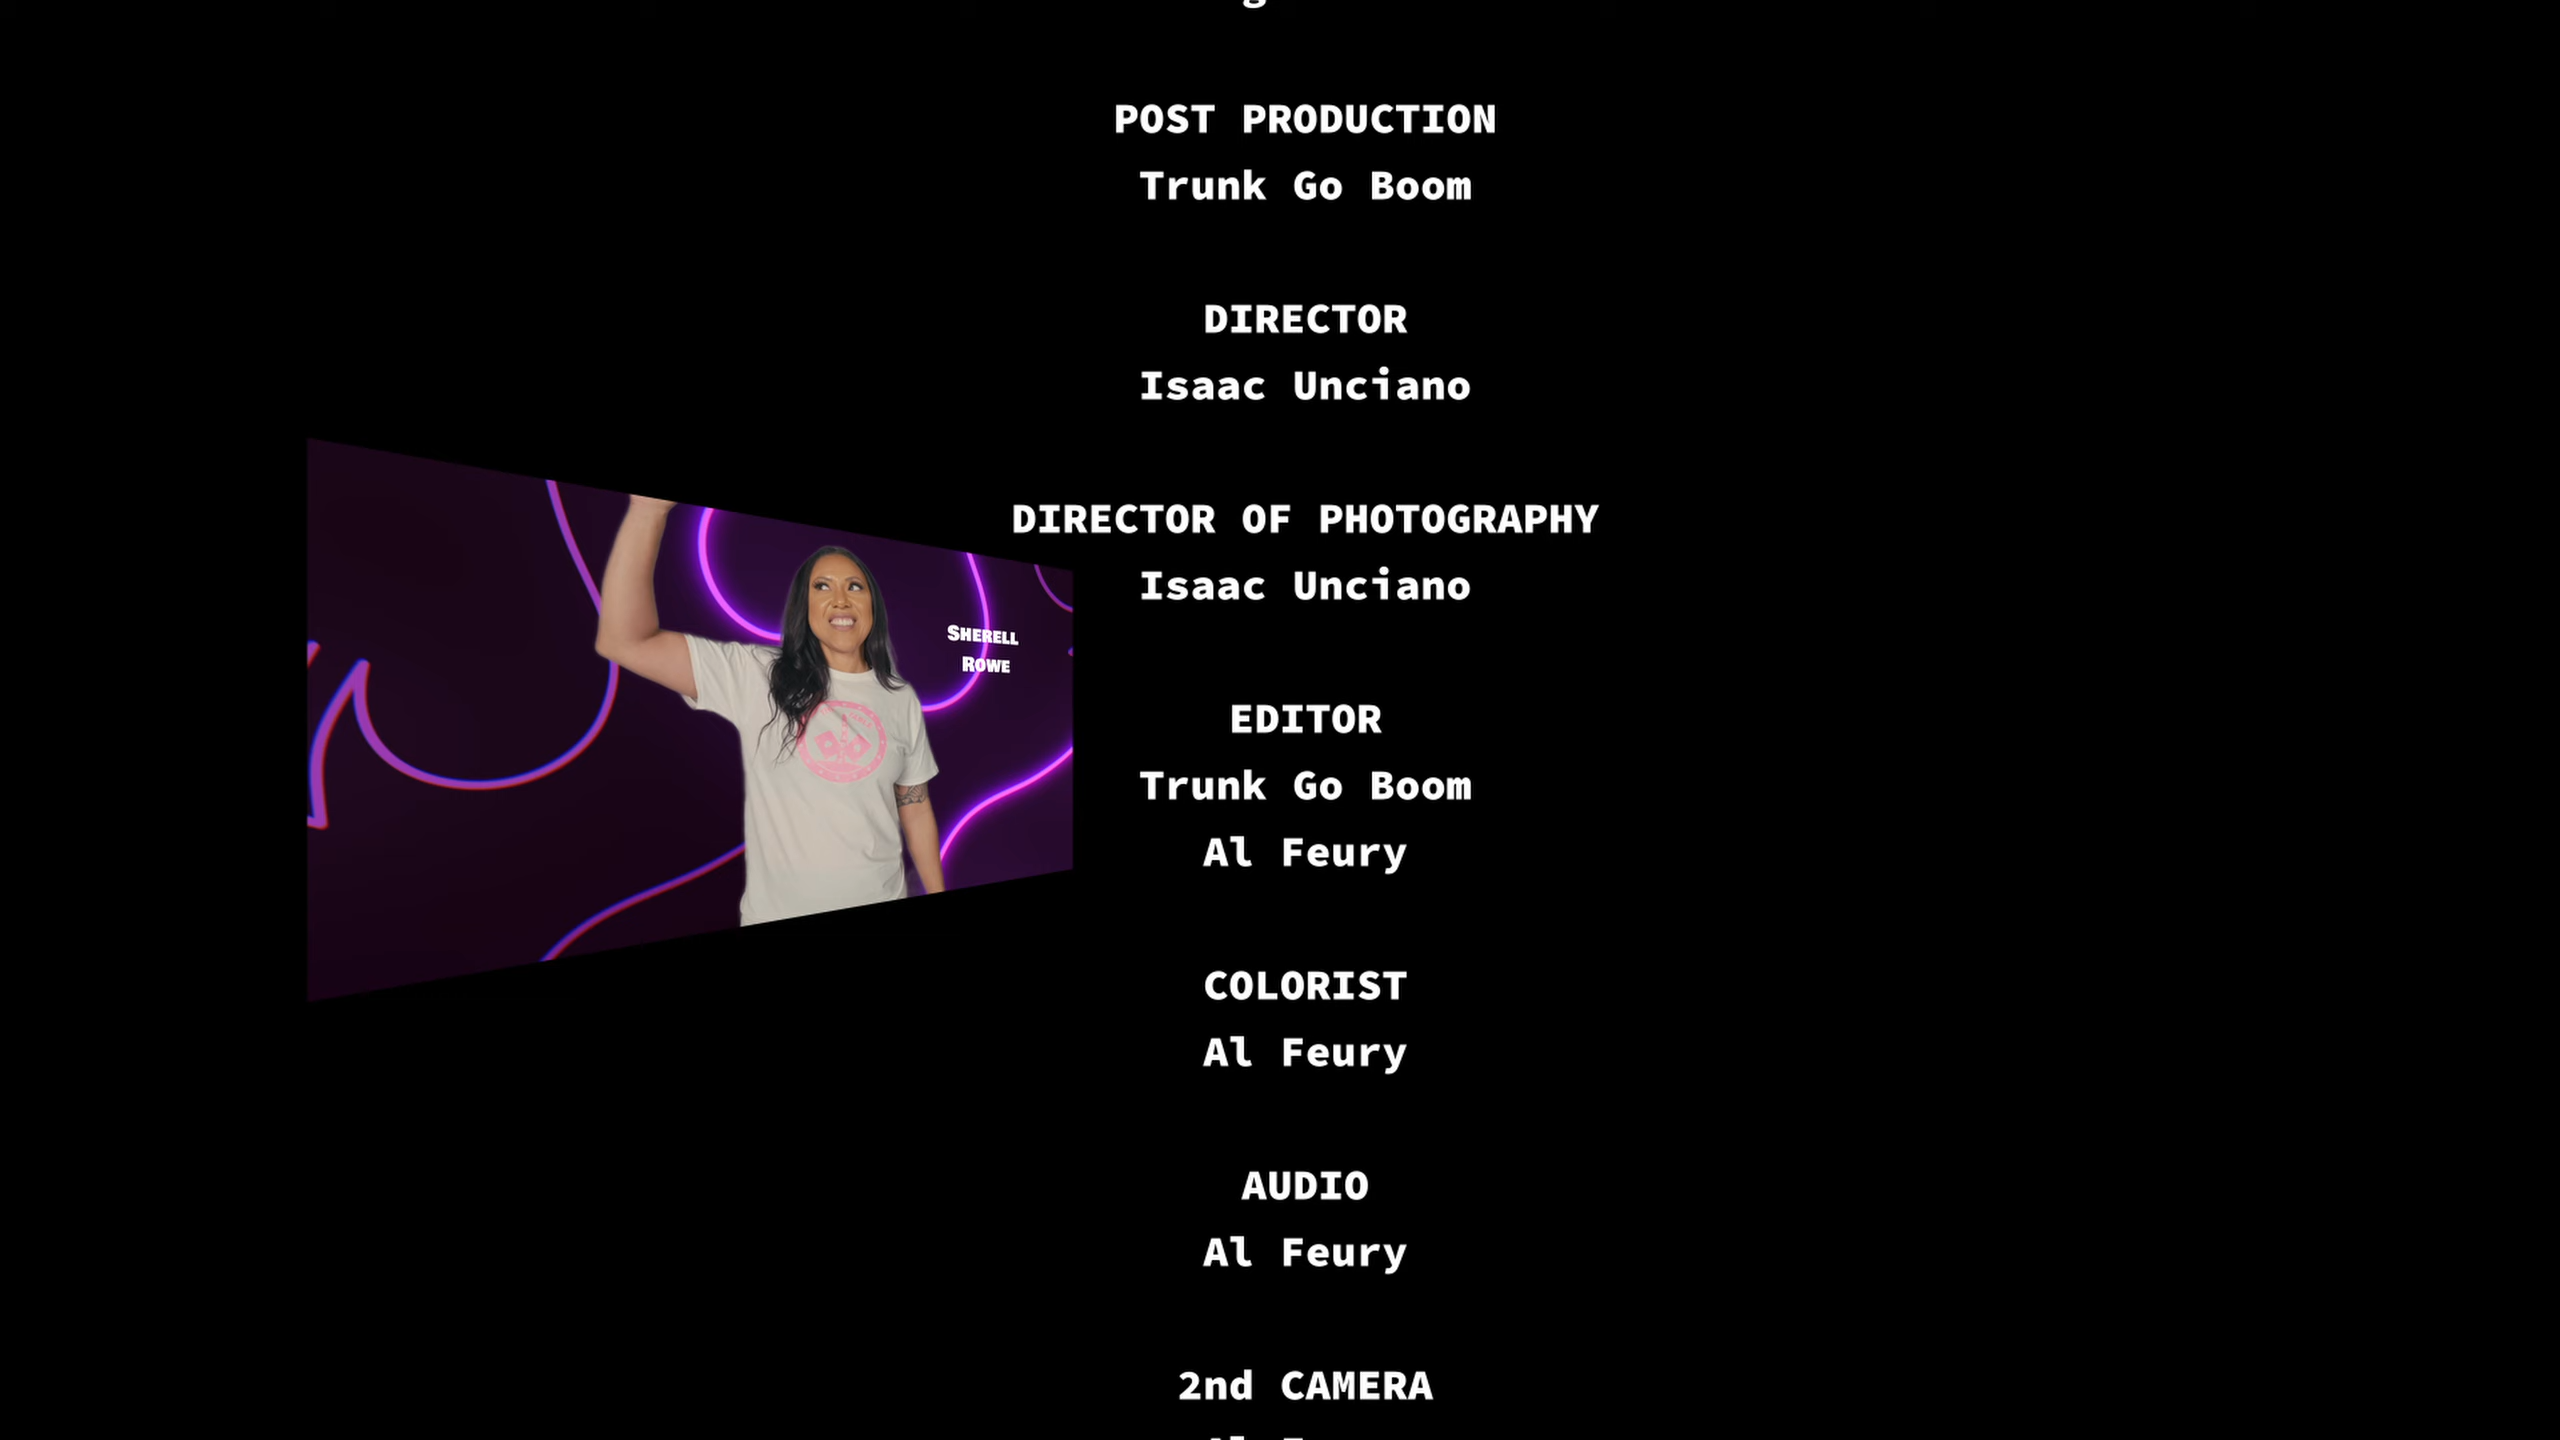 POST PRODUCTION
Trunk Go Boom
DIRECTOR
Isaac Unciano
DIRECTOR OF PHOTOGRAPHY
Isaac Unciano
Sherell
Rowe
EDITOR
Trunk Go Boom
Al Feury
COLORIST
Al Feury
AUDIO
Al Feury
2nd CAMERA